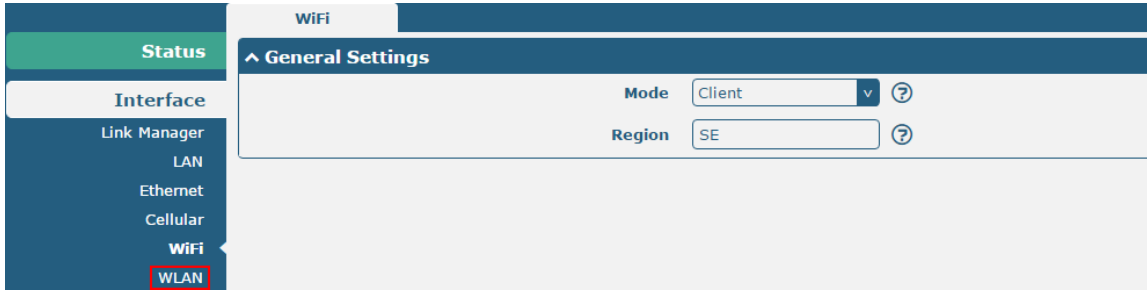 WiFi
Status
Interface
Link Manager
LAN
Ethernet
Cellular
WiFi
WLAN
General Settings
Mode Client v ?
Region SE ?